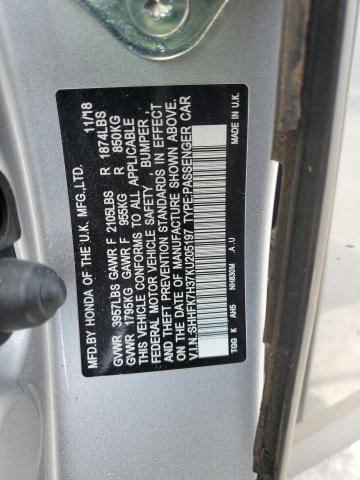 MFD.BY HONDA OF THE U.K. MFG.,LTD. 11/18
GVWR 3957LBS GAWR F 2105LBS R 1874LBS
GVWR 1795KG GAWR F 955KG R 850KG
THIS VEHICLE CONFORMS TO ALL APPLICABLE
FEDERAL MOTOR VEHICLE SAFETY , BUMPER ,
AND THEFT PREVENTION STANDARDS IN EFFECT
ON THE DATE OF MANUFACTURE SHOWN ABOVE.
V.I.N.SHHFK7H37KU205197 TYPE:PASSENGER CAR
MADE IN U.K.
TGG K AH5 NH830M A.U